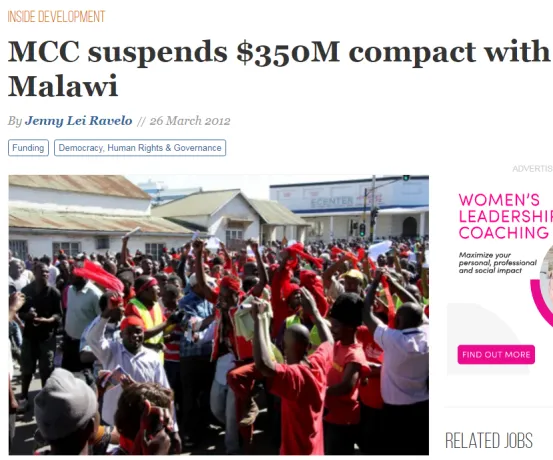 INSIDE DEVELOPMENT
MCC suspends $350M compact with
Malawi
By Jenny Lei Ravelo // 26 March 2012
Funding
Democracy, Human Rights & Governance
ADVERTIS
WOMEN'S
LEADERSHIP
COACHING
Maximize your
personal, professional
and social impact
FIND OUT MORE
RELATED JOBS